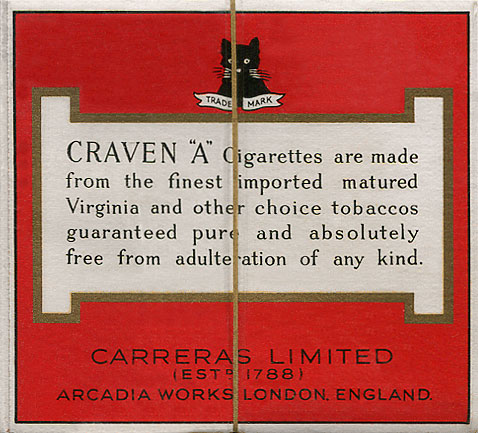 TRADE MARK
CRAVEN "A" Cigarettes are made
from the finest imported matured
Virginia and other choice tobaccos
guaranteed pure and absolutely
free from adulteration of any kind.
CARRERAS LIMITED
(ESTD 1788)
ARCADIA WORKS LONDON, ENGLAND.